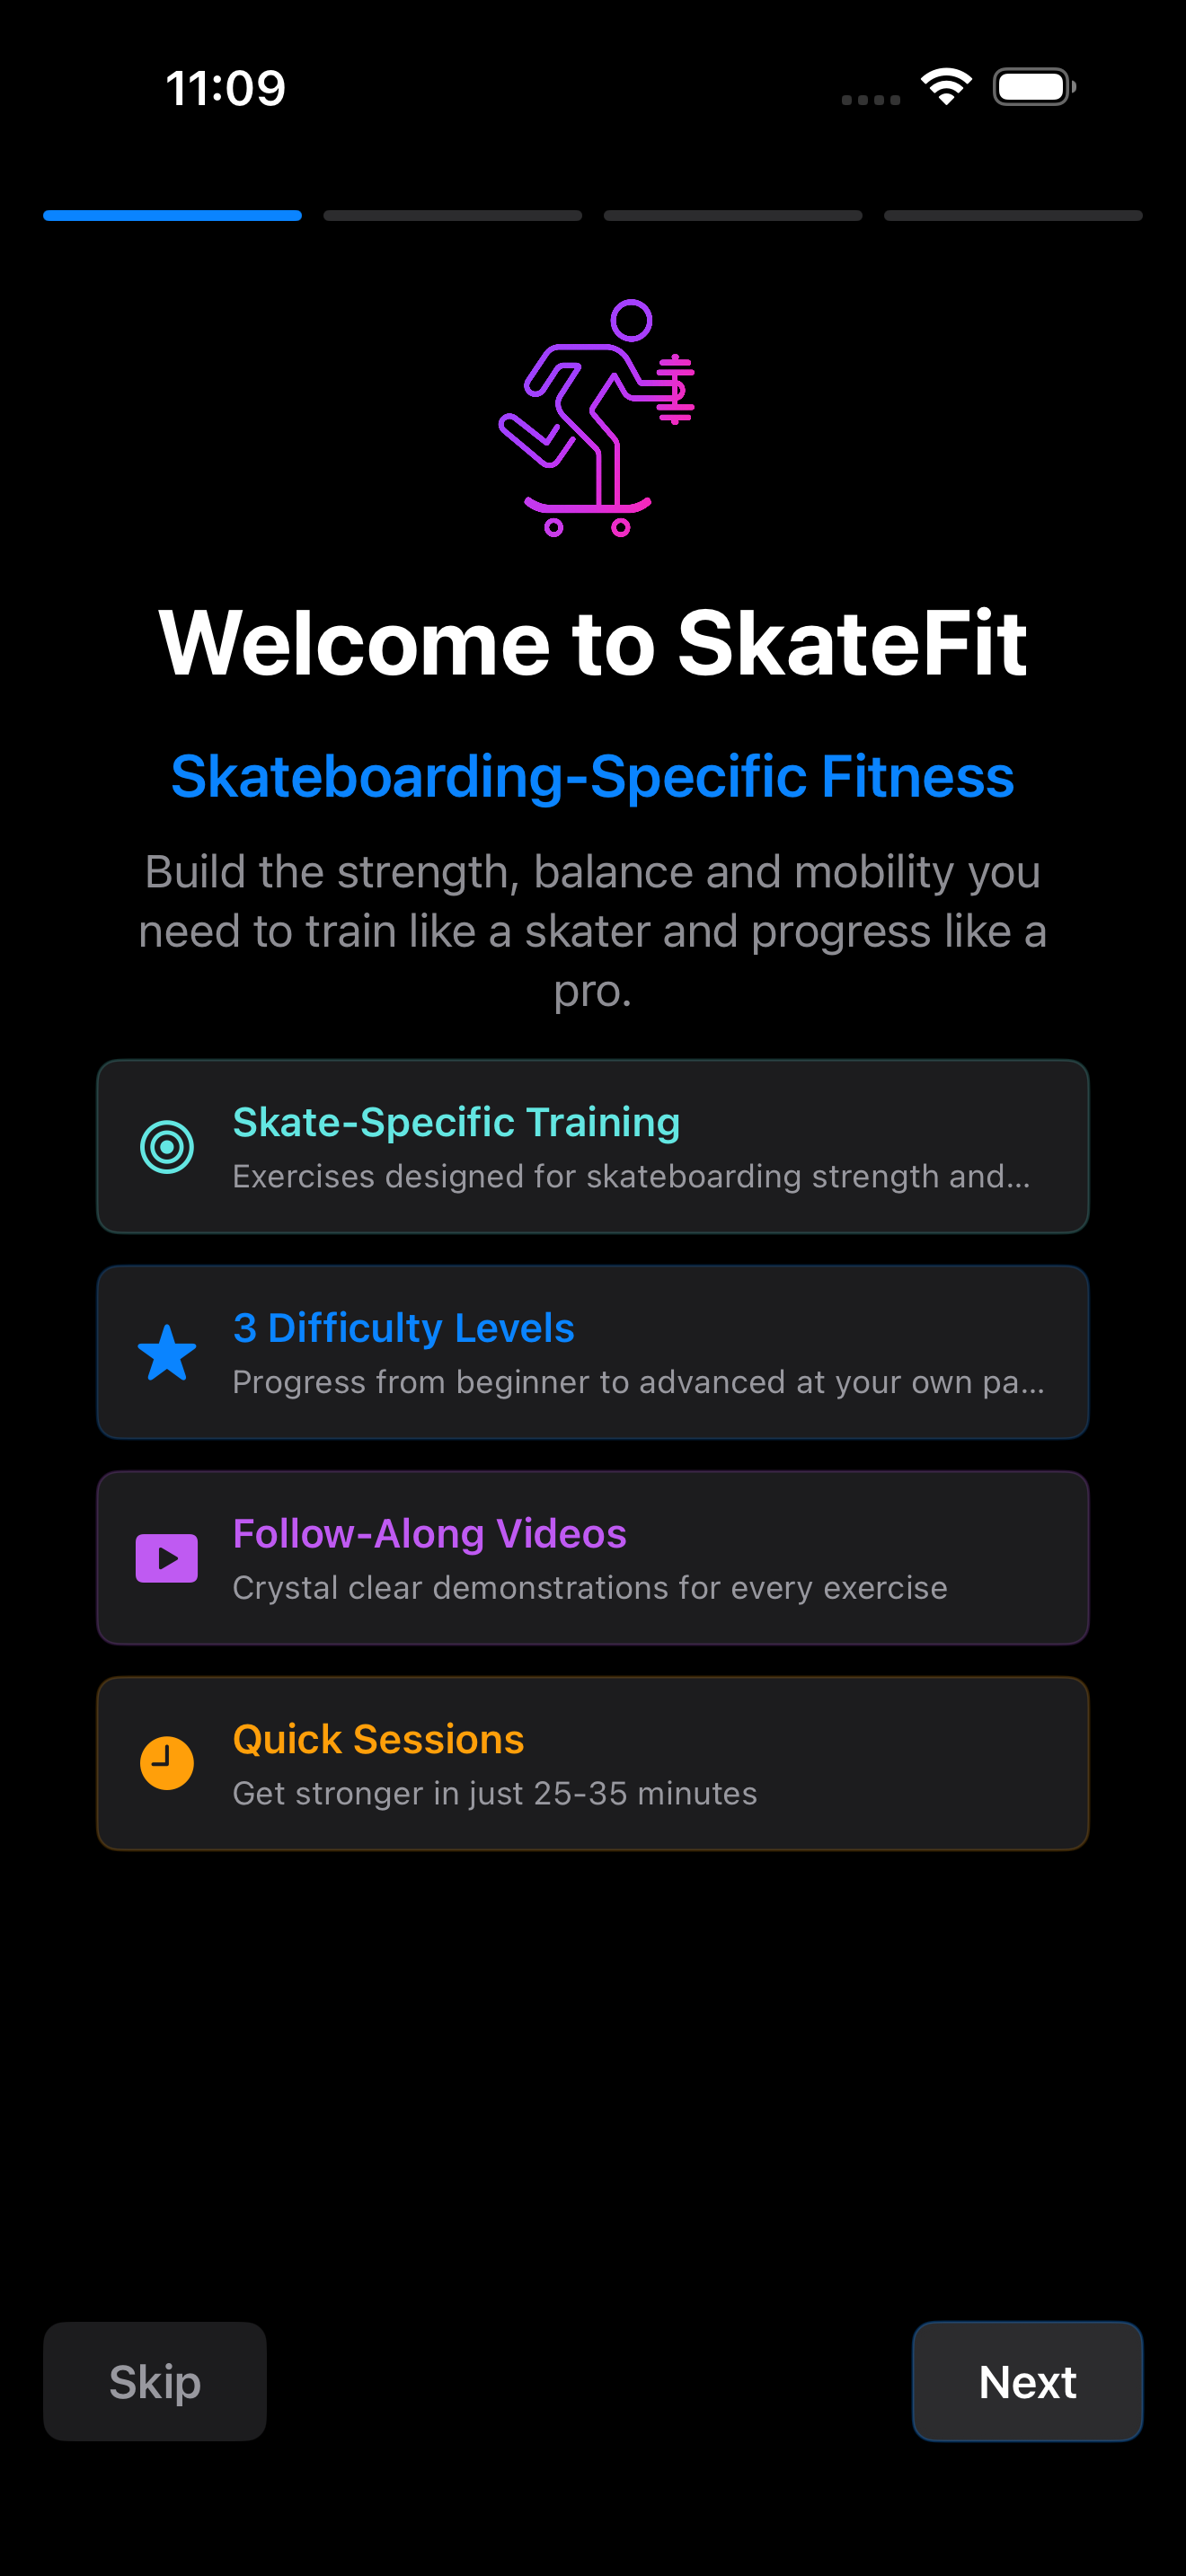 11:09
Welcome to SkateFit
Skateboarding-Specific Fitness
Build the strength, balance and mobility you
need to train like a skater and progress like a
pro.
Skate-Specific Training
Exercises designed for skateboarding strength and...
3 Difficulty Levels
Progress from beginner to advanced at your own pa...
Follow-Along Videos
Crystal clear demonstrations for every exercise
Quick Sessions
Get stronger in just 25-35 minutes
Skip
Next